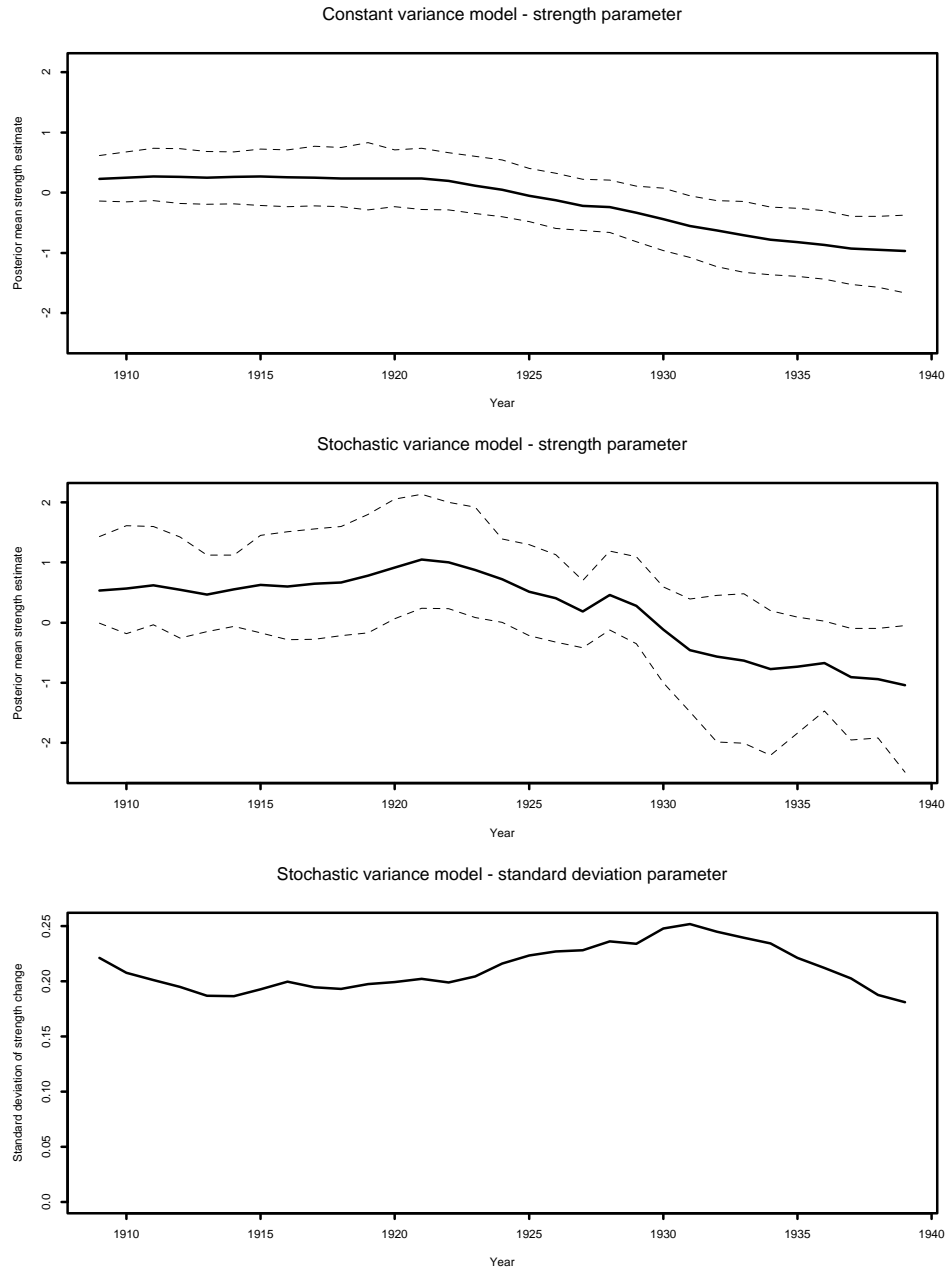 Constant variance model - strength parameter
Posterior mean strength estimate
2
1
0
-1
-2
1910 1915 1920 1925 1930 1935 1940
Year
Stochastic variance model - strength parameter
Posterior mean strength estimate
2
1
0
-1
-2
1910 1915 1920 1925 1930 1935 1940
Year
Stochastic variance model - standard deviation parameter
Standard deviation of strength change
0.25
0.20
0.15
0.10
0.05
0.0
1910 1915 1920 1925 1930 1935 1940
Year